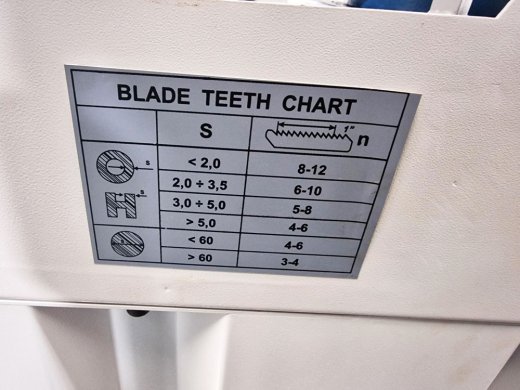 BLADE TEETH CHART
S 1" n
s < 2,0 8-12
2,0 ÷ 3,5 6-10
s 3,0 ÷ 5,0 5-8
> 5,0 4-6
< 60 4-6
> 60 3-4